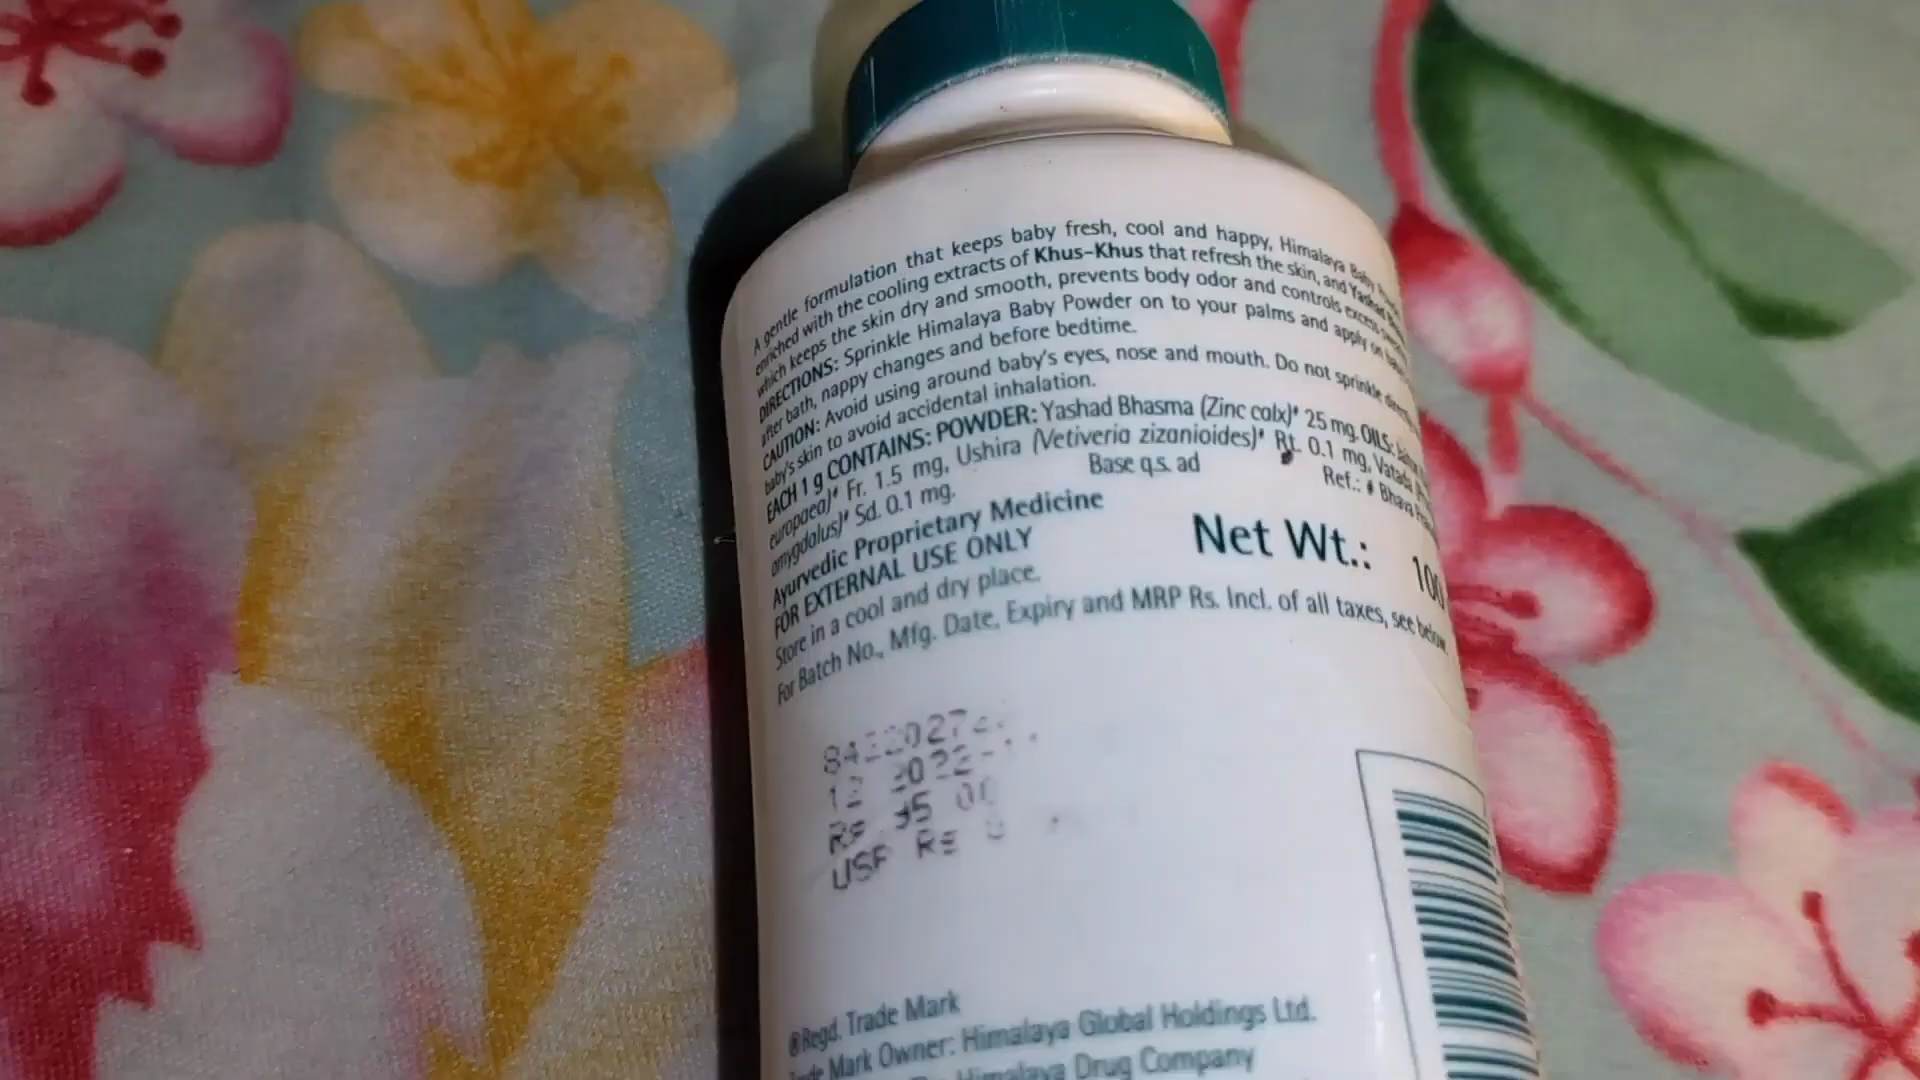 A gentle formulation that keeps baby fresh, cool and happy, Himalaya Baby
enriched with the cooling extracts of Khus-Khus that refresh the skin, and Yashad
which keeps the skin dry and smooth, prevents body odor and controls excess
DIRECTIONS: Sprinkle Himalaya Baby Powder on to your palms and apply on
after bath, nappy changes and before bedtime.
CAUTION: Avoid using around baby's eyes, nose and mouth. Do not sprinkle
baby's skin to avoid accidental inhalation.
EACH 1 g CONTAINS: POWDER: Yashad Bhasma (Zinc calx)# 25 mg. OILS:
europaea)# Fr. 1.5 mg, Ushira (Vetiveria zizanioides)# Rt. 0.1 mg, Vatada
amygdalus)# Sd. 0.1 mg. Base q.s. ad
Ref.: # Bhava
Ayurvedic Proprietary Medicine
FOR EXTERNAL USE ONLY
Net Wt.: 100
Store in a cool and dry place.
For Batch No., Mfg. Date, Expiry and MRP Rs. Incl. of all taxes, see below.
12 2022
Rs 00
USP Rs
® Regd. Trade Mark
Mark Owner: Himalaya Global Holdings Ltd.
Himalaya Drug Company